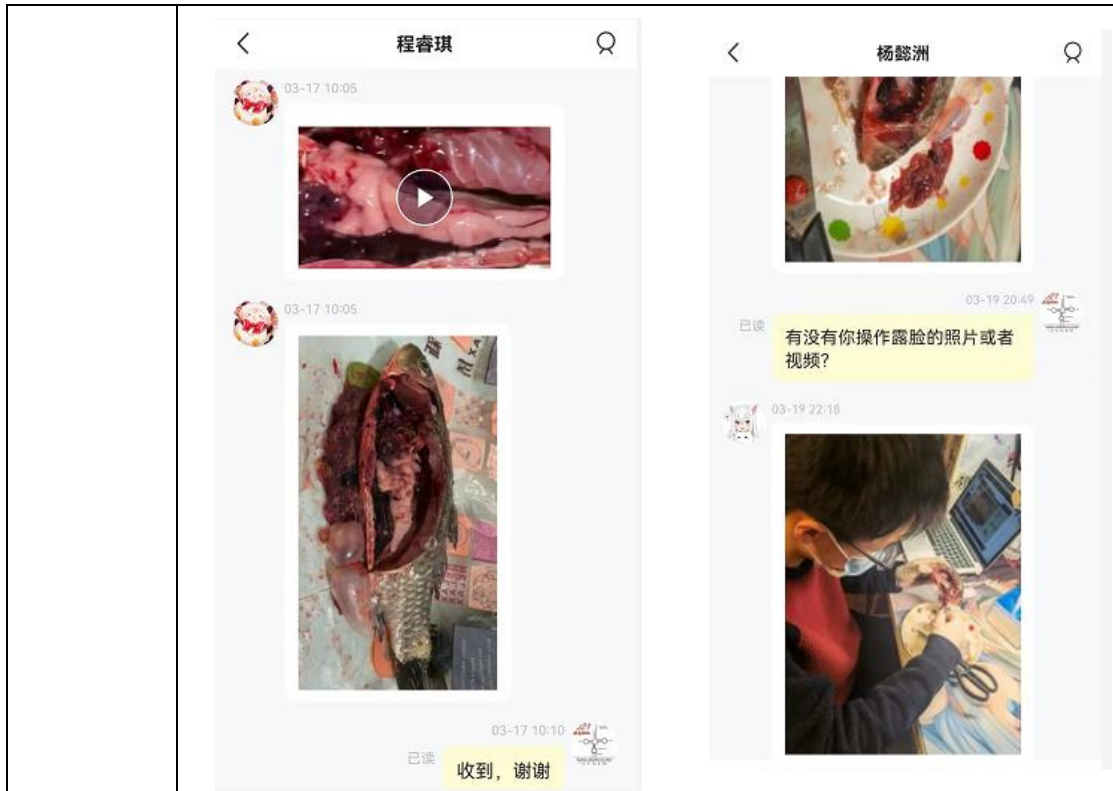 程睿琪
03-17 10:05
03-17 10:05
03-17 10:10
已读
收到，谢谢
杨懿洲
03-19 20:49
已读
有没有你操作露脸的照片或者
视频？
03-19 22:18